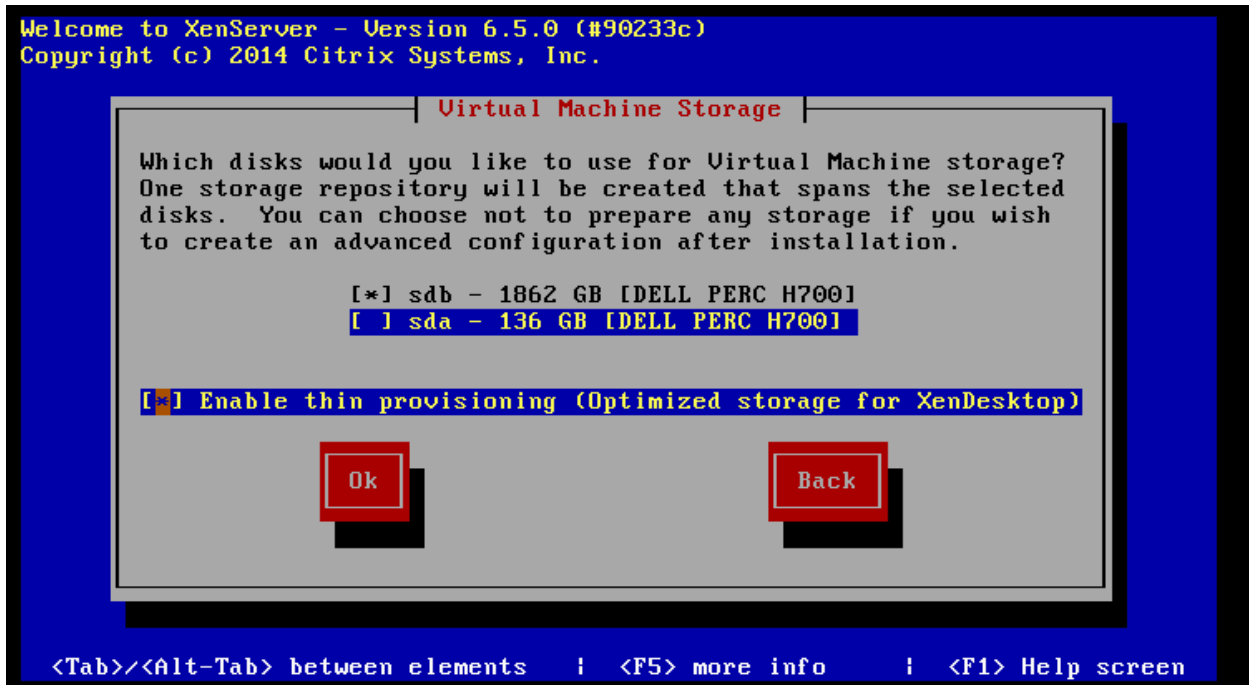 Welcome to XenServer - Version 6.5.0 (#90233c)
Copyright (c) 2014 Citrix Systems, Inc.
Virtual Machine Storage
Which disks would you like to use for Virtual Machine storage?
One storage repository will be created that spans the selected
disks.  You can choose not to prepare any storage if you wish
to create an advanced configuration after installation.
[*] sdb - 1862 GB [DELL PERC H700]
[ ] sda - 136 GB [DELL PERC H700]
[*] Enable thin provisioning (Optimized storage for XenDesktop)
Ok Back
<Tab>/<Alt-Tab> between elements | <F5> more info | <F1> Help screen